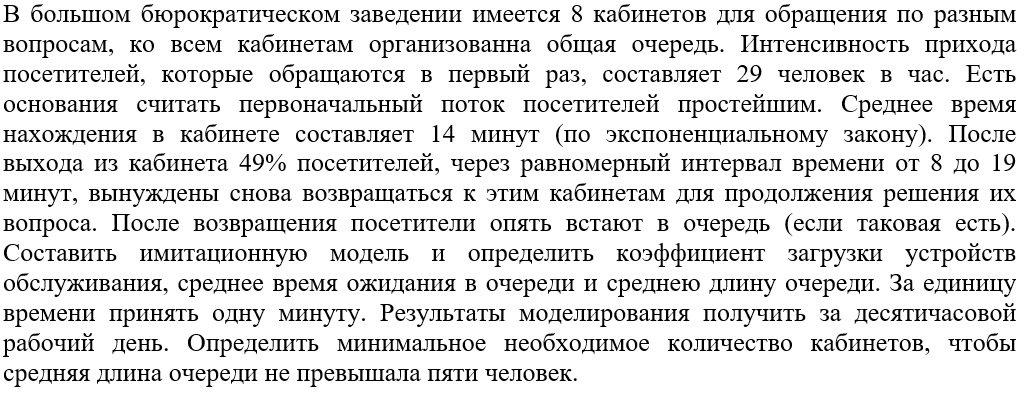 В большом бюрократическом заведении имеется 8 кабинетов для обращения по разным
вопросам, ко всем кабинетам организованна общая очередь. Интенсивность прихода
посетителей, которые обращаются в первый раз, составляет 29 человек в час. Есть
основания считать первоначальный поток посетителей простейшим. Среднее время
нахождения в кабинете составляет 14 минут (по экспоненциальному закону). После
выхода из кабинета 49% посетителей, через равномерный интервал времени от 8 до 19
минут, вынуждены снова возвращаться к этим кабинетам для продолжения решения их
вопроса. После возвращения посетители опять встают в очередь (если таковая есть).
Составить имитационную модель и определить коэффициент загрузки устройств
обслуживания, среднее время ожидания в очереди и среднею длину очереди. За единицу
времени принять одну минуту. Результаты моделирования получить за десятичасовой
рабочий день. Определить минимальное необходимое количество кабинетов, чтобы
средняя длина очереди не превышала пяти человек.